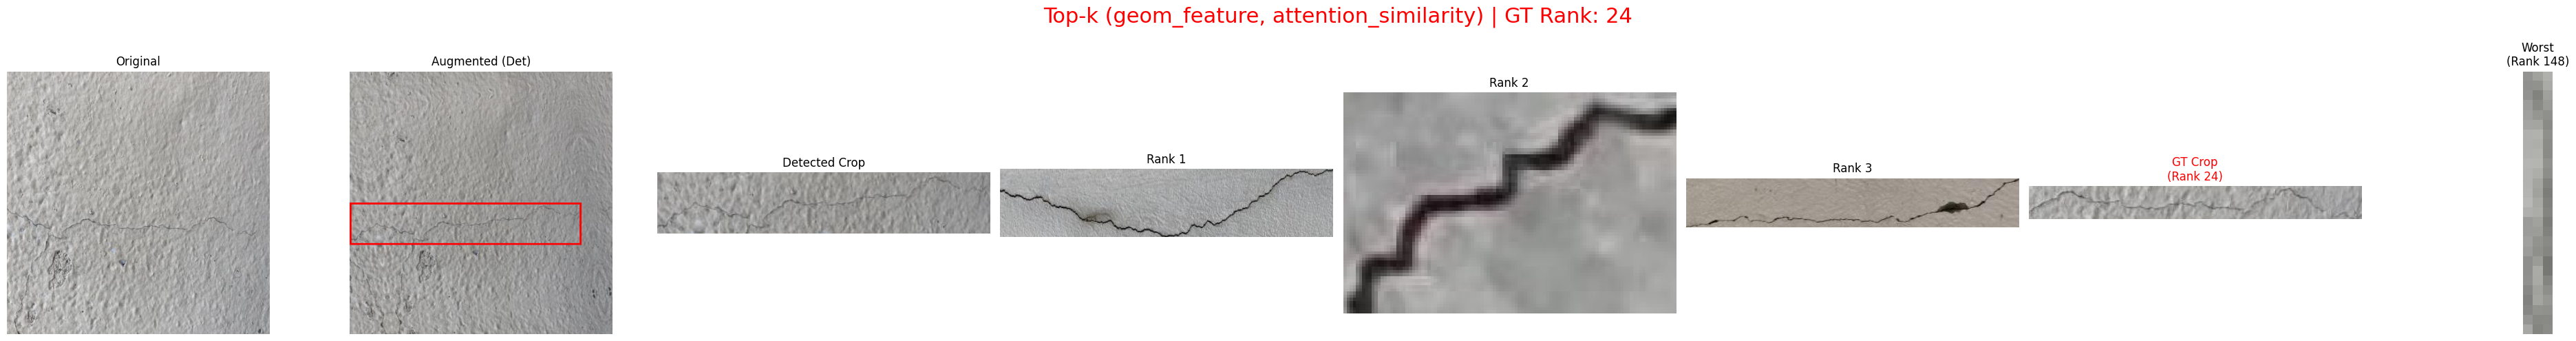 Top-k (geom_feature, attention_similarity) | GT Rank: 24
Original
Augmented (Det)
Detected Crop
Rank 1
Rank 2
Rank 3
GT Crop
(Rank 24)
Worst
(Rank 148)